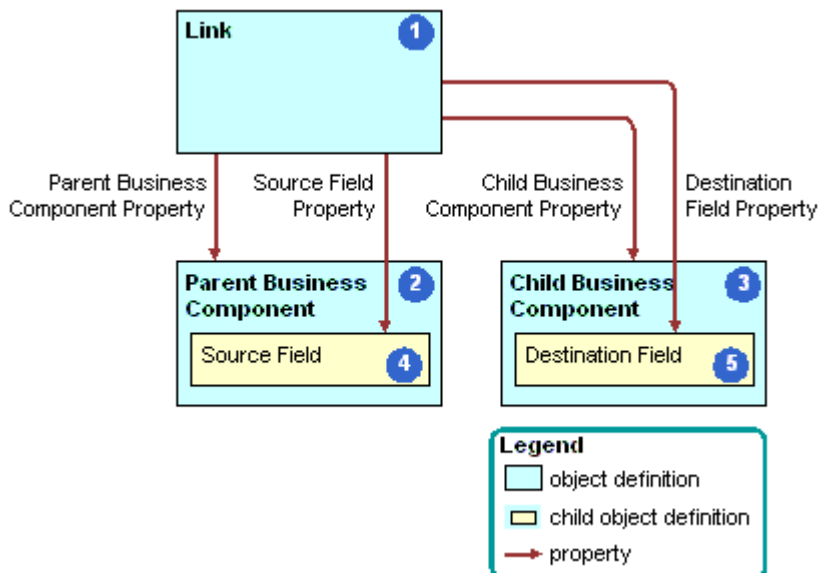 Link
1
Parent Business
Component Property
Source Field
Property
Child Business
Component Property
Destination
Field Property
Parent Business
Component
2
Source Field
4
Child Business
Component
3
Destination Field
5
Legend
object definition
child object definition
property